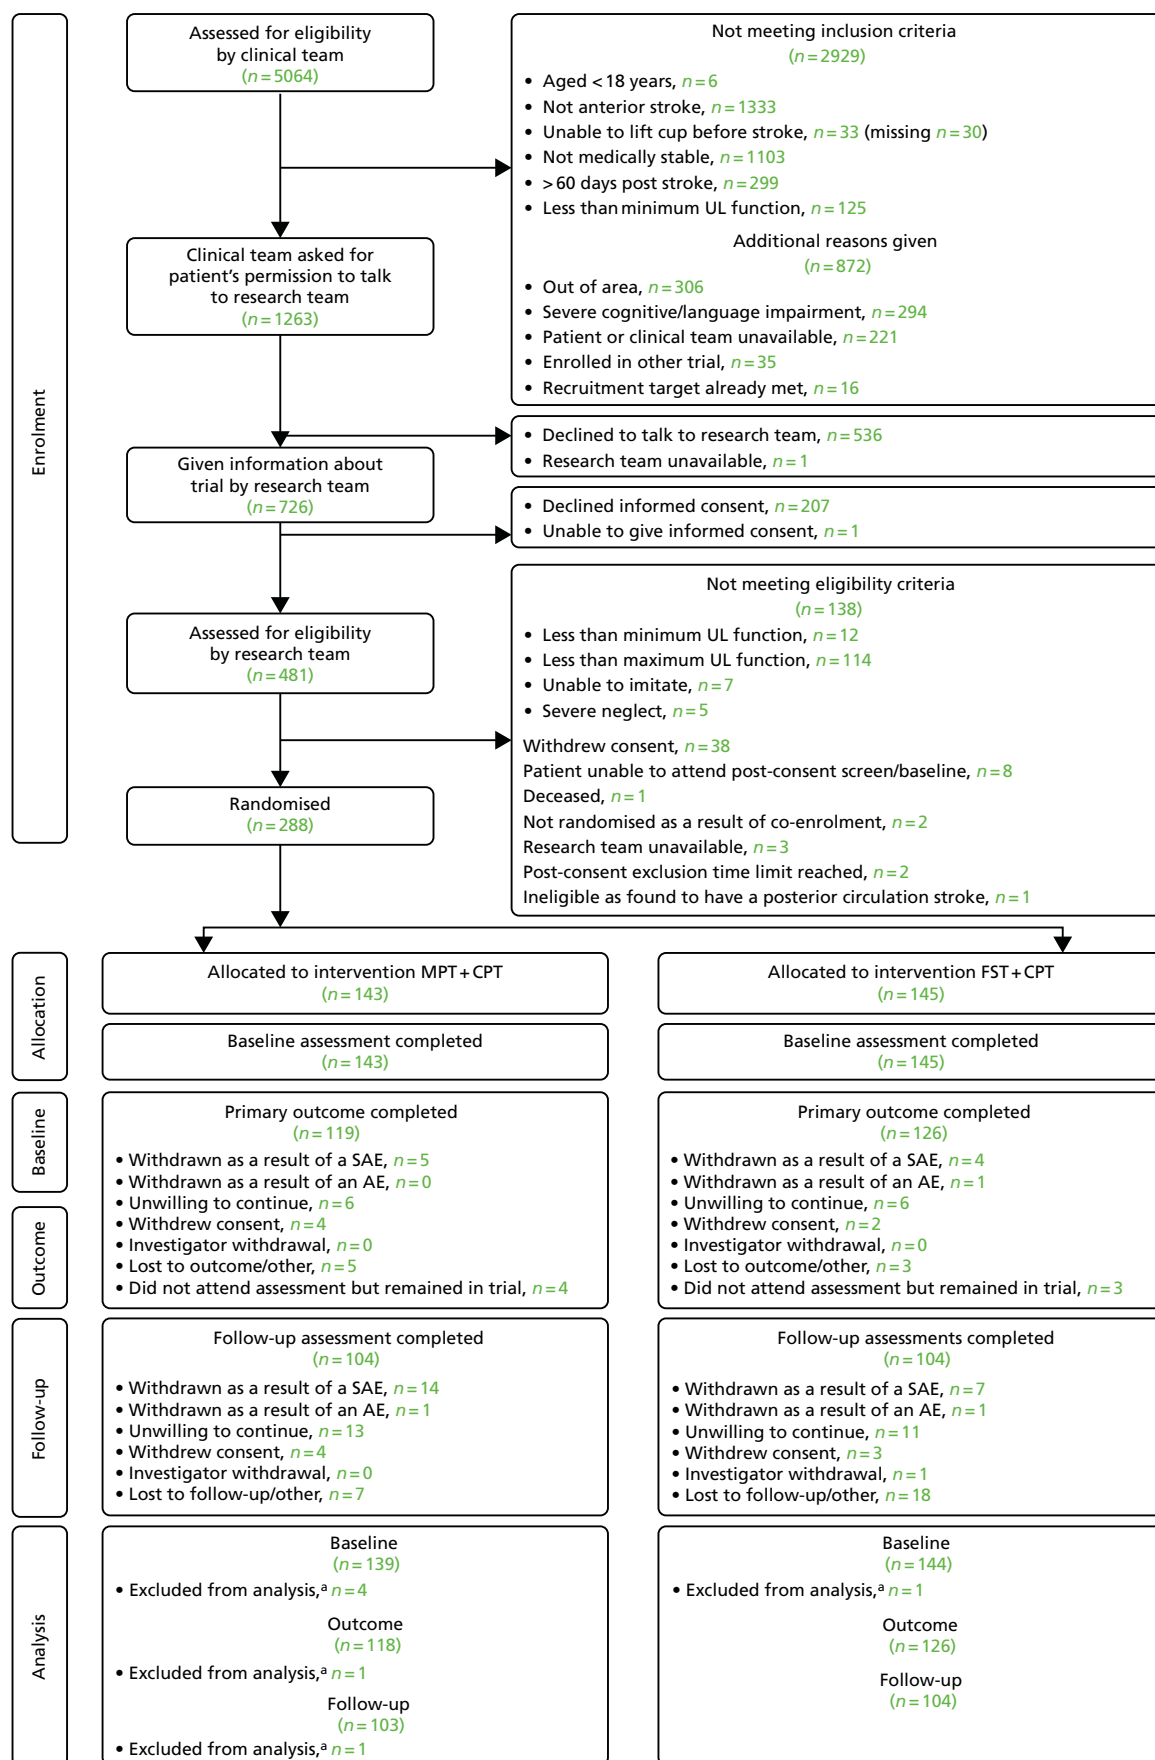 Enrolment
Assessed for eligibility
by clinical team
(n=5064)
Not meeting inclusion criteria
(n=2929)
• Aged <18 years, n=6
• Not anterior stroke, n=1333
• Unable to lift cup before stroke, n=33 (missing n=30)
• Not medically stable, n=1103
• >60 days post stroke, n=299
• Less than minimum UL function, n=125
Additional reasons given
(n=872)
• Out of area, n=306
• Severe cognitive/language impairment, n=294
• Patient or clinical team unavailable, n=221
• Enrolled in other trial, n=35
• Recruitment target already met, n=16
Clinical team asked for
patient's permission to talk
to research team
(n=1263)
• Declined to talk to research team, n=536
• Research team unavailable, n=1
Given information about
trial by research team
(n=726)
• Declined informed consent, n=207
• Unable to give informed consent, n=1
Assessed for eligibility
by research team
(n=481)
Not meeting eligibility criteria
(n=138)
• Less than minimum UL function, n=12
• Less than maximum UL function, n=114
• Unable to imitate, n=7
• Severe neglect, n=5
Withdrew consent, n=38
Patient unable to attend post-consent screen/baseline, n=8
Deceased, n=1
Not randomised as a result of co-enrolment, n=2
Research team unavailable, n=3
Post-consent exclusion time limit reached, n=2
Ineligible as found to have a posterior circulation stroke, n=1
Randomised
(n=288)
Allocation
Allocated to intervention MPT+CPT
(n=143)
Allocated to intervention FST+CPT
(n=145)
Baseline assessment completed
(n=143)
Baseline assessment completed
(n=145)
Baseline
Outcome
Primary outcome completed
(n=119)
• Withdrawn as a result of a SAE, n=5
• Withdrawn as a result of an AE, n=0
• Unwilling to continue, n=6
• Withdrew consent, n=4
• Investigator withdrawal, n=0
• Lost to outcome/other, n=5
• Did not attend assessment but remained in trial, n=4
Primary outcome completed
(n=126)
• Withdrawn as a result of a SAE, n=4
• Withdrawn as a result of an AE, n=1
• Unwilling to continue, n=6
• Withdrew consent, n=2
• Investigator withdrawal, n=0
• Lost to outcome/other, n=3
• Did not attend assessment but remained in trial, n=3
Follow-up
Follow-up assessment completed
(n=104)
• Withdrawn as a result of a SAE, n=14
• Withdrawn as a result of an AE, n=1
• Unwilling to continue, n=13
• Withdrew consent, n=4
• Investigator withdrawal, n=0
• Lost to follow-up/other, n=7
Follow-up assessments completed
(n=104)
• Withdrawn as a result of a SAE, n=7
• Withdrawn as a result of an AE, n=1
• Unwilling to continue, n=11
• Withdrew consent, n=3
• Investigator withdrawal, n=1
• Lost to follow-up/other, n=18
Analysis
Baseline
(n=139)
• Excluded from analysis,ᵃ n=4
Outcome
(n=118)
• Excluded from analysis,ᵃ n=1
Follow-up
(n=103)
• Excluded from analysis,ᵃ n=1
Baseline
(n=144)
• Excluded from analysis,ᵃ n=1
Outcome
(n=126)
Follow-up
(n=104)